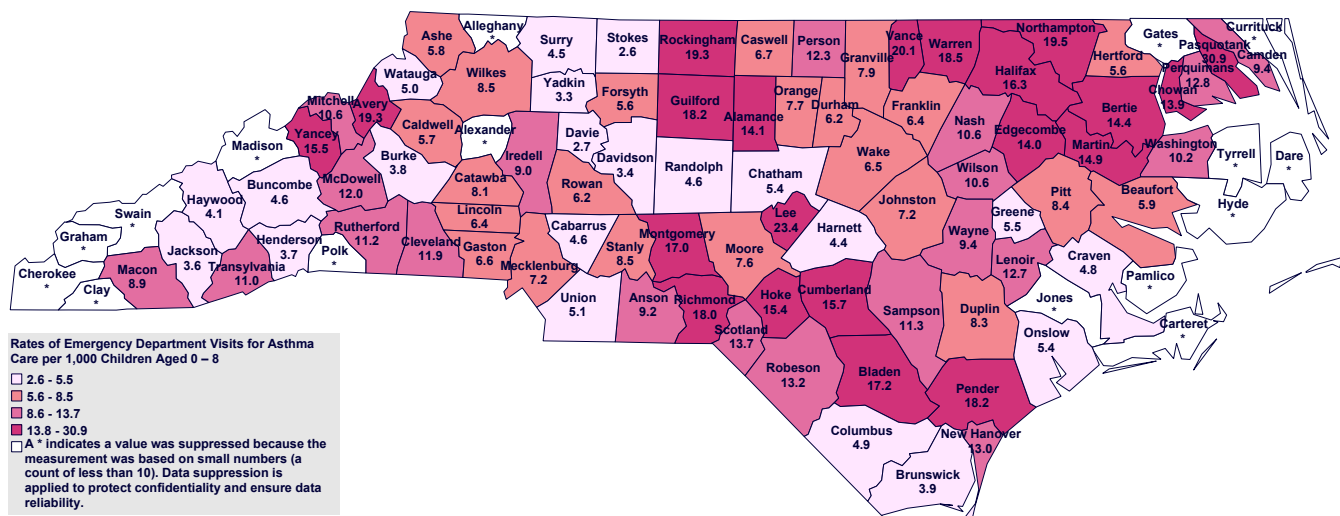 Alleghany
*
Ashe
5.8
Surry
4.5
Stokes
2.6
Rockingham
19.3
Caswell
6.7
Person
12.3
Granville
7.9
Vance
20.1
Warren
18.5
Northampton
19.5
Hertford
5.6
Gates
*
Currituck
*
Pasquotank
30.9
Camden
9.4
Perquimans
12.8
Chowan
13.9
Watauga
5.0
Wilkes
8.5
Yadkin
3.3
Forsyth
5.6
Guilford
18.2
Alamance
14.1
Orange
7.7
Durham
6.2
Franklin
6.4
Halifax
16.3
Bertie
14.4
Mitchell
10.6
Avery
19.3
Caldwell
5.7
Alexander
*
Iredell
9.0
Davie
2.7
Davidson
3.4
Randolph
4.6
Chatham
5.4
Wake
6.5
Nash
10.6
Edgecombe
14.0
Martin
14.9
Washington
10.2
Tyrrell
*
Dare
*
Madison
*
Yancey
15.5
Burke
3.8
McDowell
12.0
Buncombe
4.6
Haywood
4.1
Swain
*
Graham
*
Cherokee
*
Clay
*
Macon
8.9
Jackson
3.6
Transylvania
11.0
Henderson
3.7
Polk
*
Rutherford
11.2
Cleveland
11.9
Catawba
8.1
Lincoln
6.4
Gaston
6.6
Mecklenburg
7.2
Rowan
6.2
Cabarrus
4.6
Stanly
8.5
Union
5.1
Anson
9.2
Montgomery
17.0
Richmond
18.0
Moore
7.6
Lee
23.4
Harnett
4.4
Johnston
7.2
Wilson
10.6
Wayne
9.4
Greene
5.5
Pitt
8.4
Beaufort
5.9
Hyde
*
Lenoir
12.7
Craven
4.8
Pamlico
*
Jones
*
Carteret
*
Onslow
5.4
Duplin
8.3
Sampson
11.3
Cumberland
15.7
Hoke
15.4
Scotland
13.7
Robeson
13.2
Bladen
17.2
Pender
18.2
New Hanover
13.0
Columbus
4.9
Brunswick
3.9
Rates of Emergency Department Visits for Asthma
Care per 1,000 Children Aged 0 – 8
2.6 - 5.5
5.6 - 8.5
8.6 - 13.7
13.8 - 30.9
A * indicates a value was suppressed because the
measurement was based on small numbers (a
count of less than 10). Data suppression is
applied to protect confidentiality and ensure data
reliability.